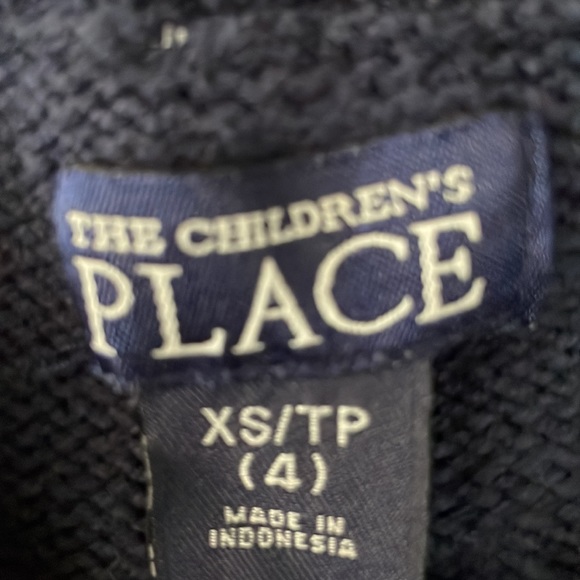 THE CHILDREN'S
PLACE
XS/TP
(4)
MADE IN
INDONESIA